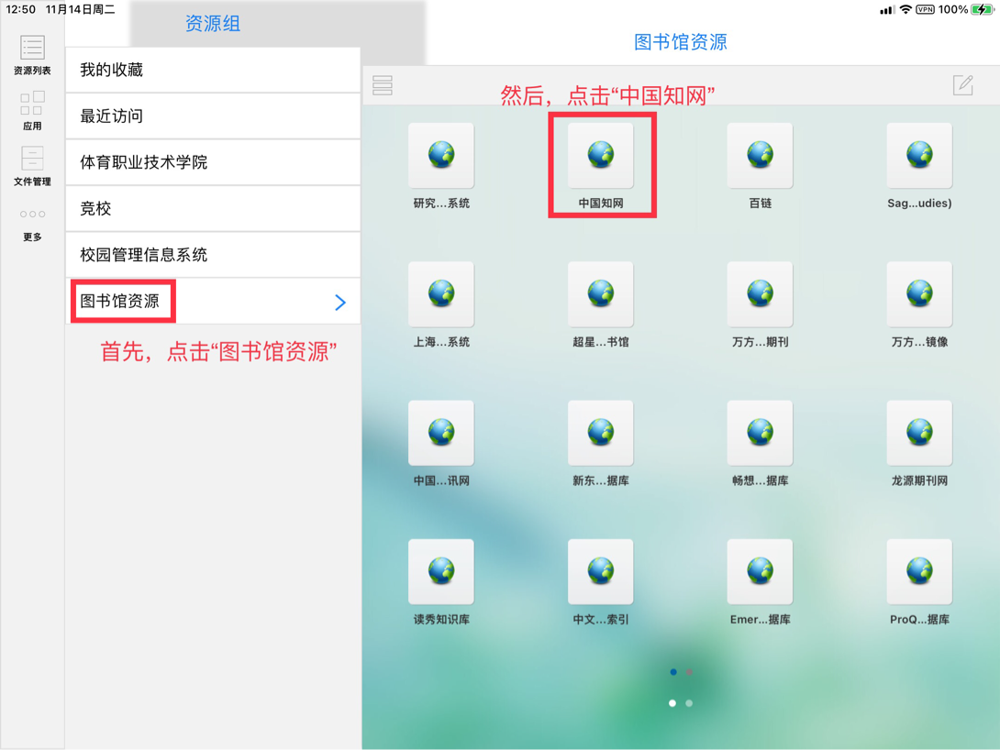 12:50 11月14日周二
VPN 100%
资源组
图书馆资源
资源列表
应用
文件管理
更多
我的收藏
最近访问
体育职业技术学院
竞校
校园管理信息系统
图书馆资源
首先，点击“图书馆资源”
然后，点击“中国知网”
研究...系统
中国知网
百链
Sag...udies)
上海...系统
超星...书馆
万方...期刊
万方...镜像
中国...讯网
新东...据库
畅想...据库
龙源期刊网
读秀知识库
中文...索引
Emer...据库
ProQ...据库